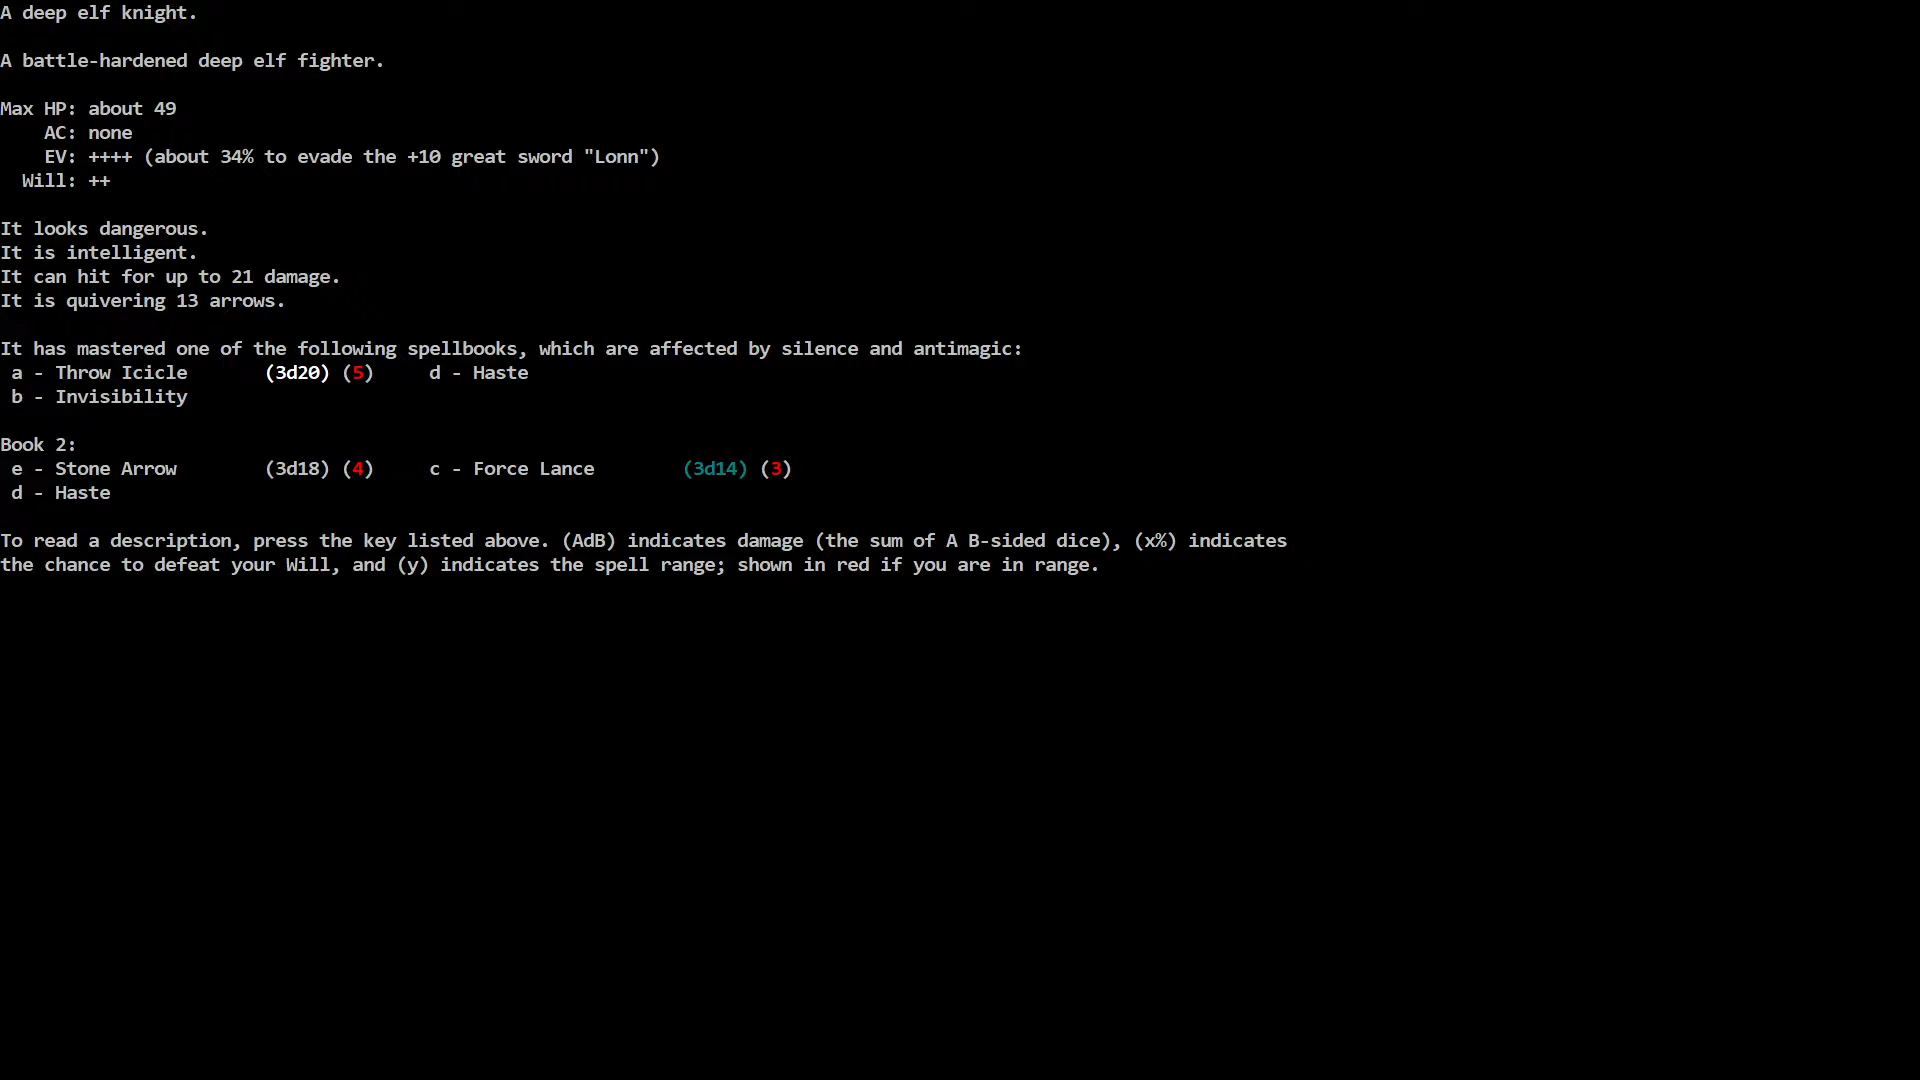 A deep elf knight.
A battle-hardened deep elf fighter.
Max HP: about 49
AC: none
EV: ++++ (about 34% to evade the +10 great sword "Lonn")
Will: ++
It looks dangerous.
It is intelligent.
It can hit for up to 21 damage.
It is quivering 13 arrows.
It has mastered one of the following spellbooks, which are affected by silence and antimagic:
a - Throw Icicle (3d20) (5) d - Haste
b - Invisibility
Book 2:
e - Stone Arrow (3d18) (4) c - Force Lance (3d14) (3)
d - Haste
To read a description, press the key listed above. (AdB) indicates damage (the sum of A B-sided dice), (x%) indicates
the chance to defeat your Will, and (y) indicates the spell range; shown in red if you are in range.